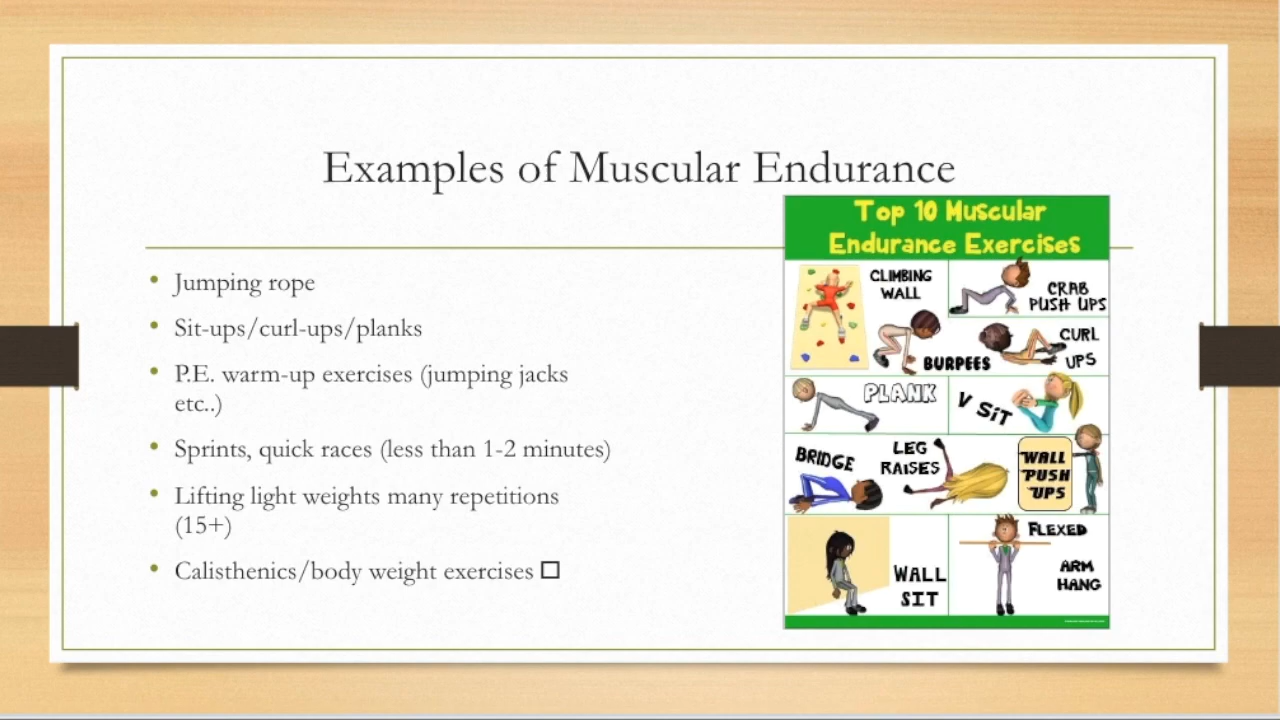 Examples of Muscular Endurance
• Jumping rope
• Sit-ups/curl-ups/planks
• P.E. warm-up exercises (jumping jacks
etc..)
• Sprints, quick races (less than 1-2 minutes)
• Lifting light weights many repetitions
(15+)
• Calisthenics/body weight exercises □
Top 10 Muscular
Endurance Exercises
CLIMBING
WALL
CRAB
PUSH UPS
BURPEES
CURL
UPS
PLANK
V SIT
BRIDGE
LEG
RAISES
WALL
PUSH
UPS
WALL
SIT
FLEXED
ARM
HANG